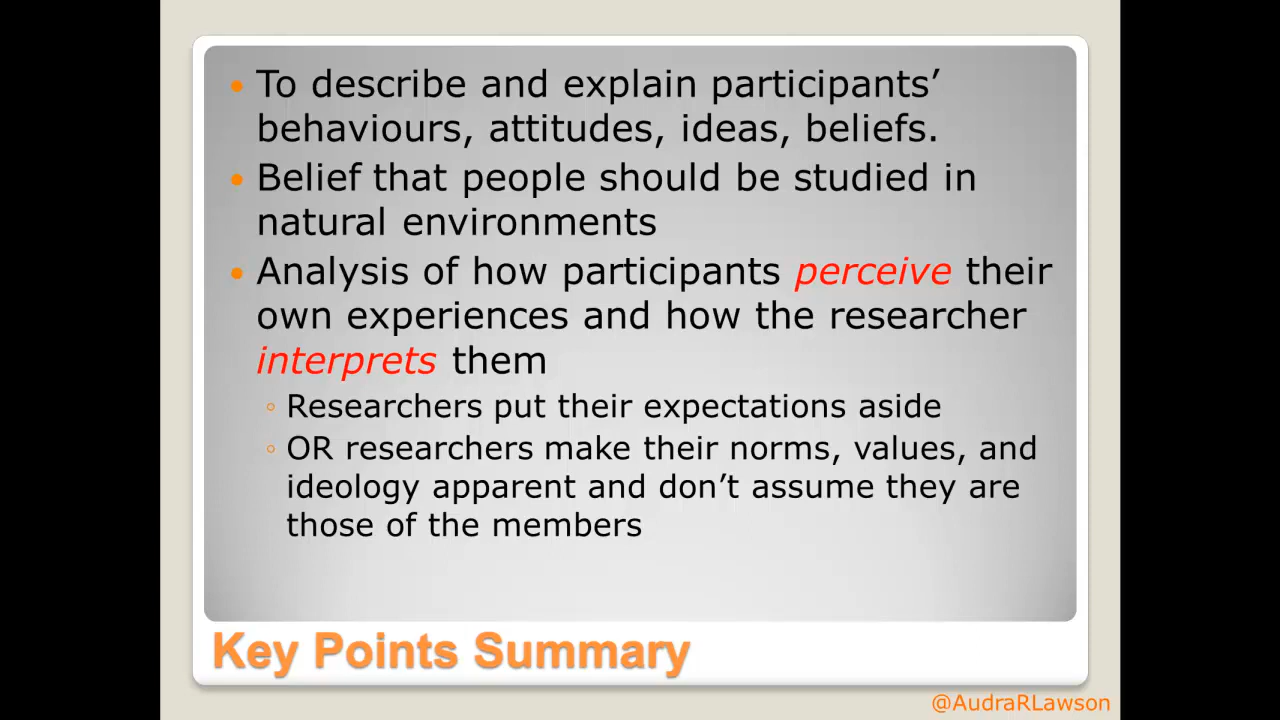 • To describe and explain participants’
behaviours, attitudes, ideas, beliefs.
• Belief that people should be studied in
natural environments
• Analysis of how participants perceive their
own experiences and how the researcher
interprets them
◦ Researchers put their expectations aside
◦ OR researchers make their norms, values, and
ideology apparent and don’t assume they are
those of the members
Key Points Summary
@AudraRLawson